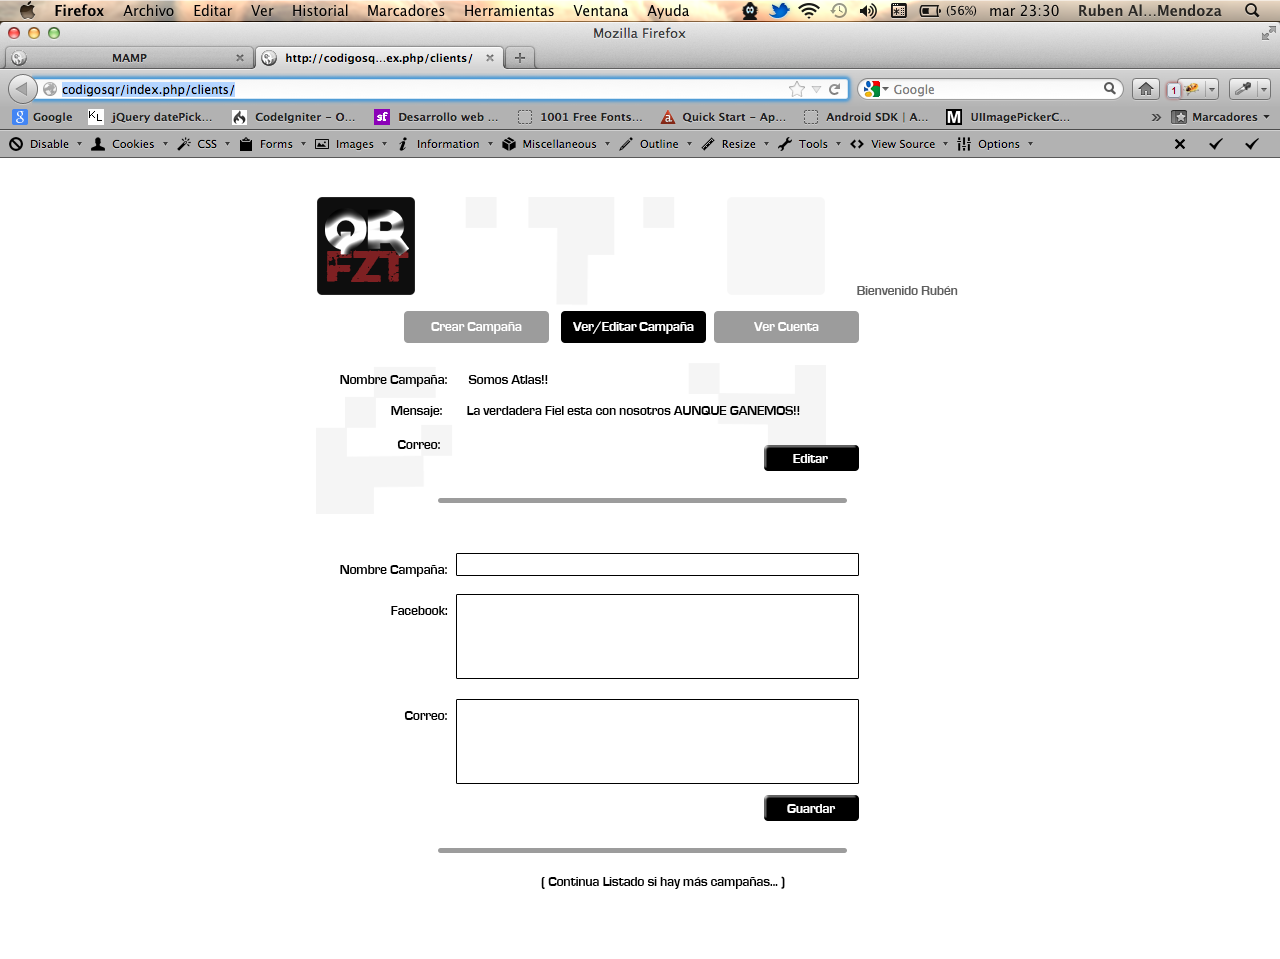 Firefox Archivo Editar Ver Historial Marcadores Herramientas Ventana Ayuda (56%) mar 23:30 Ruben Al...Mendoza
Mozilla Firefox
MAMP http://codigosq...ex.php/clients/
codigosqr/index.php/clients/ Google 1
Google jQuery datePick... CodeIgniter – O... Desarrollo web ... 1001 Free Fonts... Quick Start – Ap... Android SDK | A... UIImagePickerC... » Marcadores
Disable Cookies CSS Forms Images Information Miscellaneous Outline Resize Tools View Source Options
QR
FZT
Bienvenido Rubén
Crear Campaña Ver/Editar Campaña Ver Cuenta
Nombre Campaña: Somos Atlas!!
Mensaje: La verdadera Fiel esta con nosotros AUNQUE GANEMOS!!
Correo:
Editar
Nombre Campaña:
Facebook:
Correo:
Guardar
( Continua Listado si hay más campañas... )